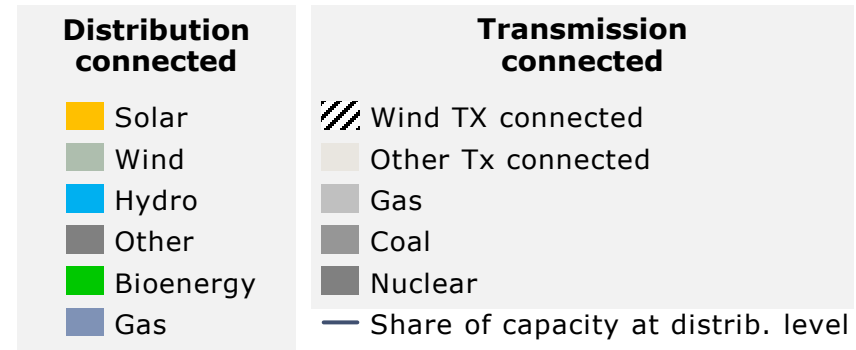 Distribution
connected
Solar
Wind
Hydro
Other
Bioenergy
Gas
Transmission
connected
Wind TX connected
Other Tx connected
Gas
Coal
Nuclear
Share of capacity at distrib. level